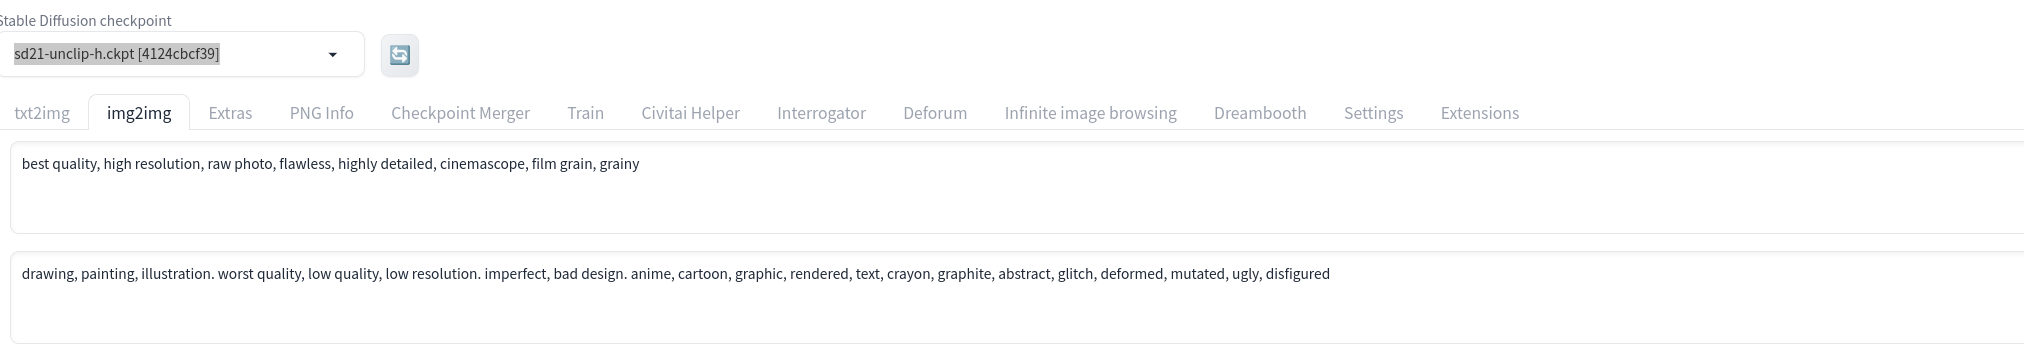 Stable Diffusion checkpoint
sd21-unclip-h.ckpt [4124cbcf39]
txt2img img2img Extras PNG Info Checkpoint Merger Train Civitai Helper Interrogator Deforum Infinite image browsing Dreambooth Settings Extensions
best quality, high resolution, raw photo, flawless, highly detailed, cinemascope, film grain, grainy
drawing, painting, illustration. worst quality, low quality, low resolution. imperfect, bad design. anime, cartoon, graphic, rendered, text, crayon, graphite, abstract, glitch, deformed, mutated, ugly, disfigured